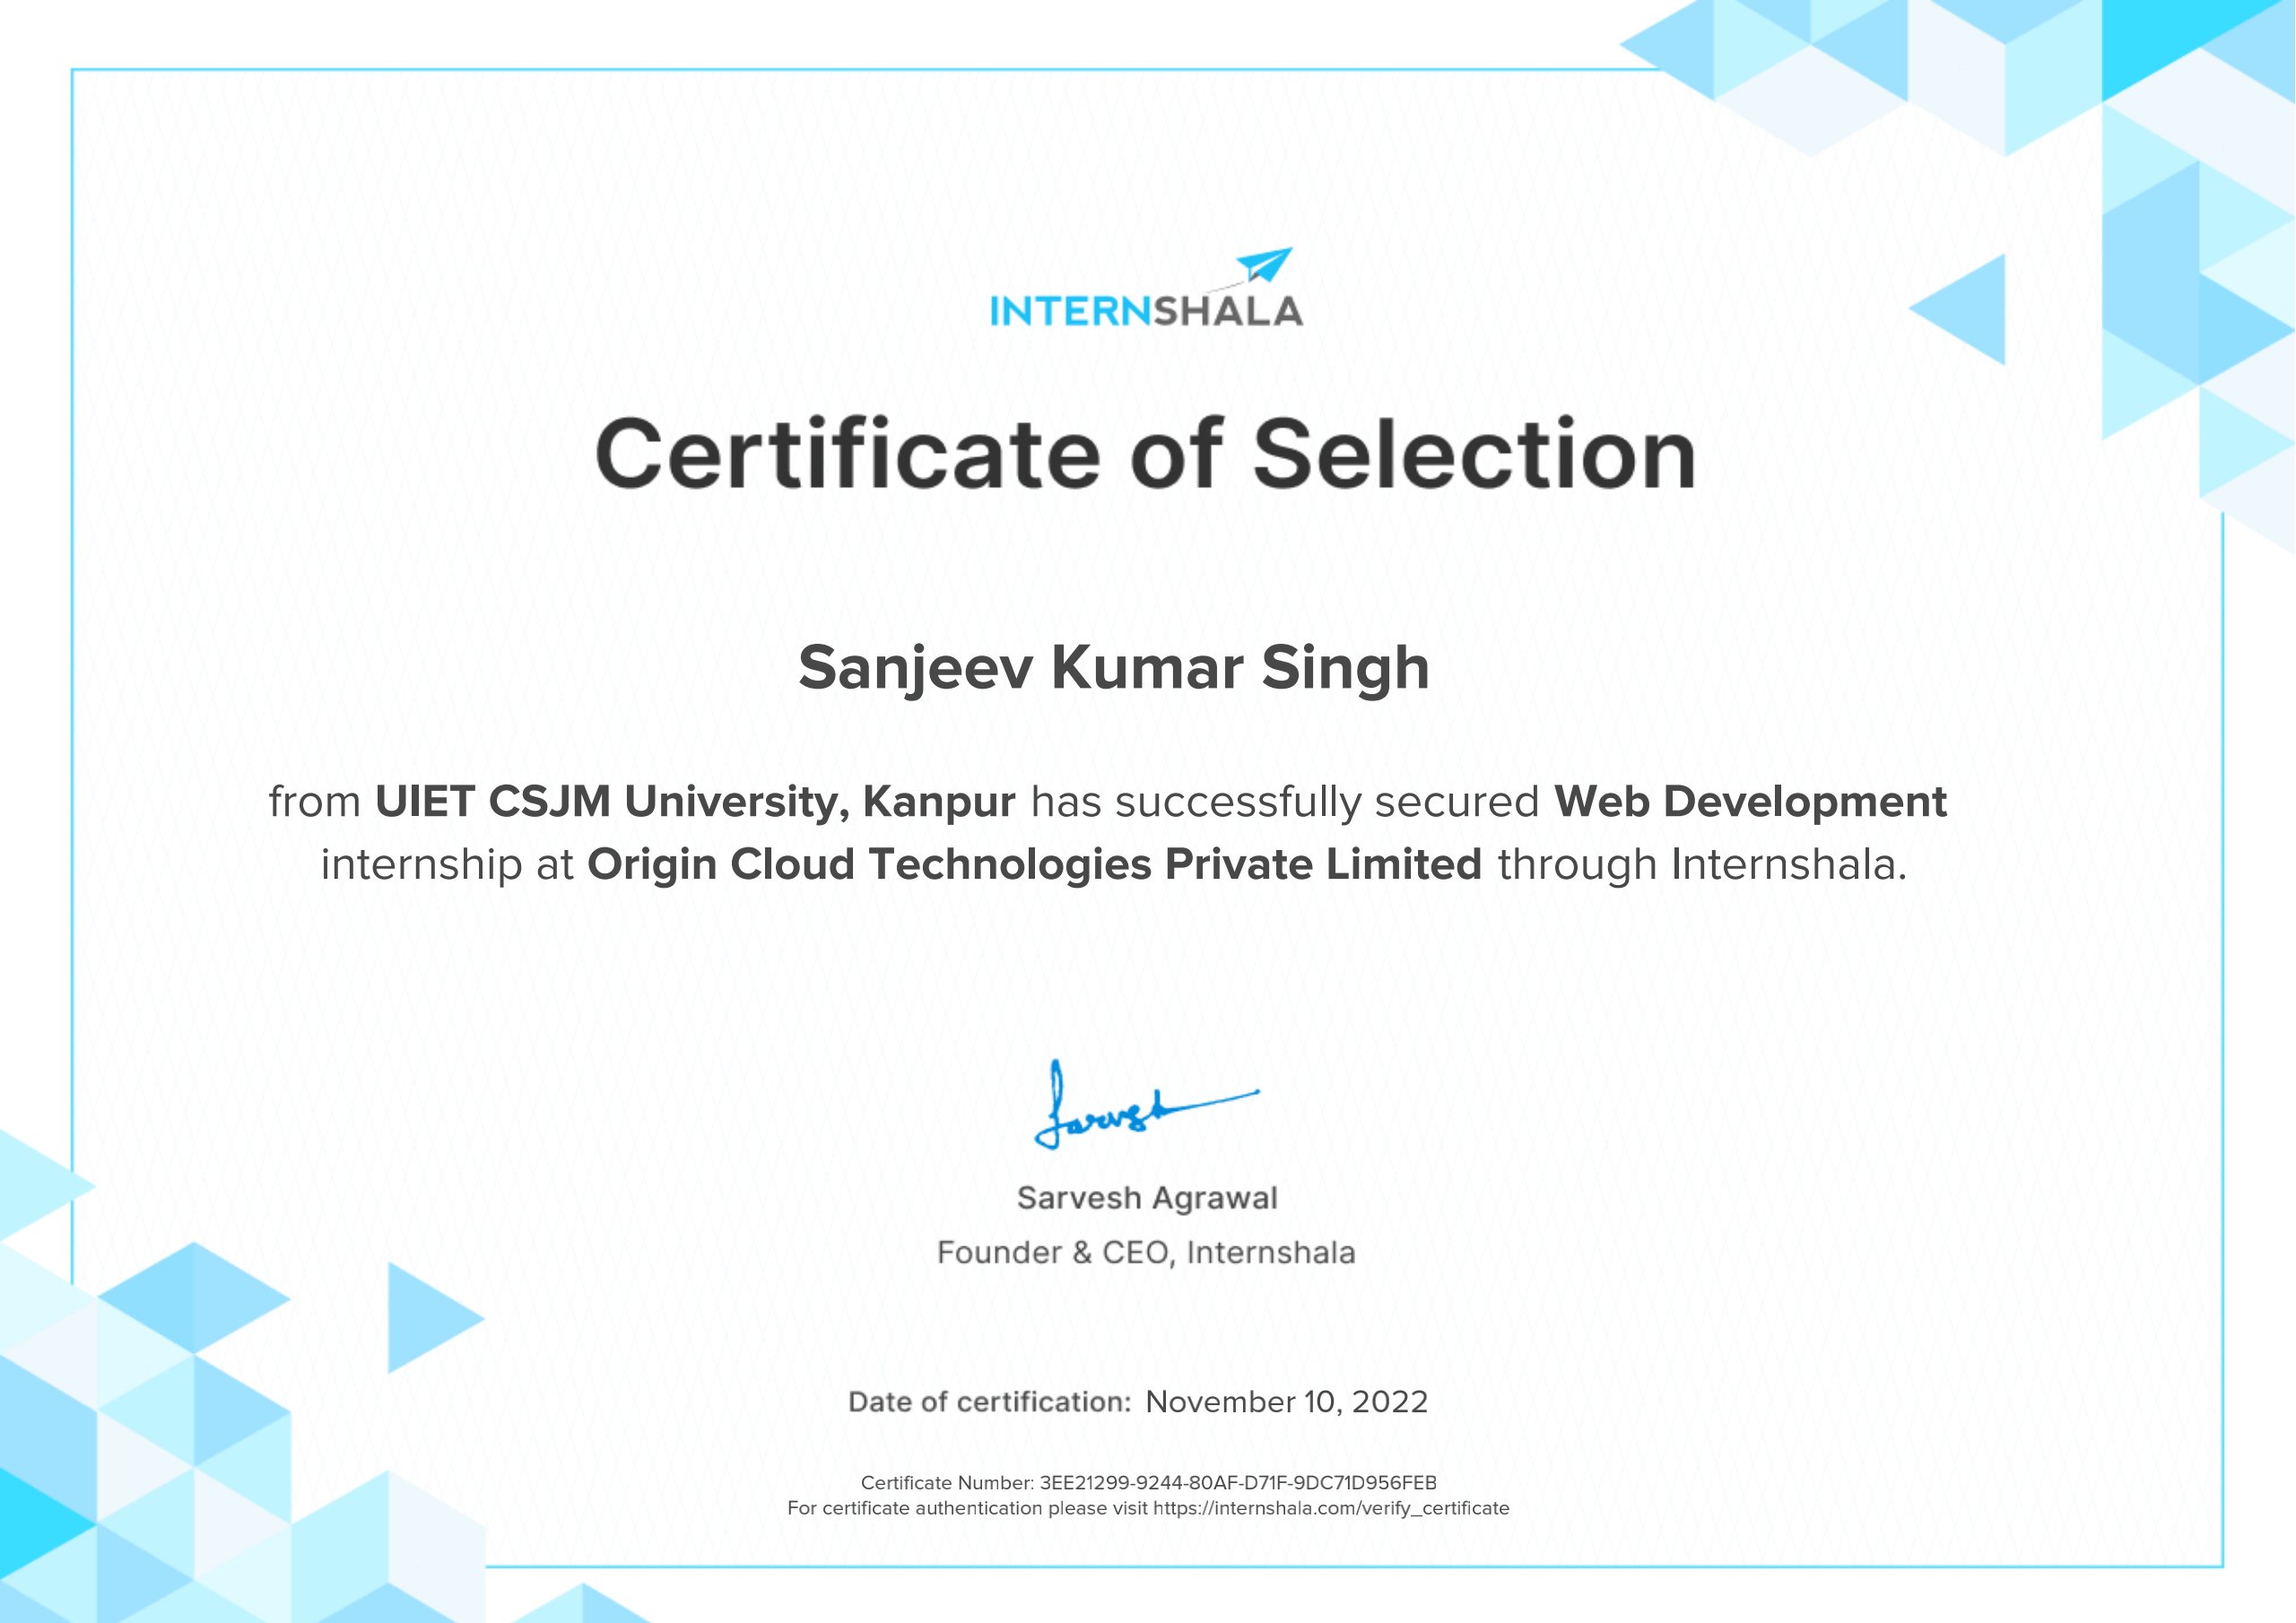 INTERNSHALA
Certificate of Selection
Sanjeev Kumar Singh
from UIET CSJM University, Kanpur has successfully secured Web Development
internship at Origin Cloud Technologies Private Limited through Internshala.
Sarvesh
Sarvesh Agrawal
Founder & CEO, Internshala
Date of certification: November 10, 2022
Certificate Number: 3EE21299-9244-80AF-D71F-9DC71D956FEB
For certificate authentication please visit https://internshala.com/verify_certificate